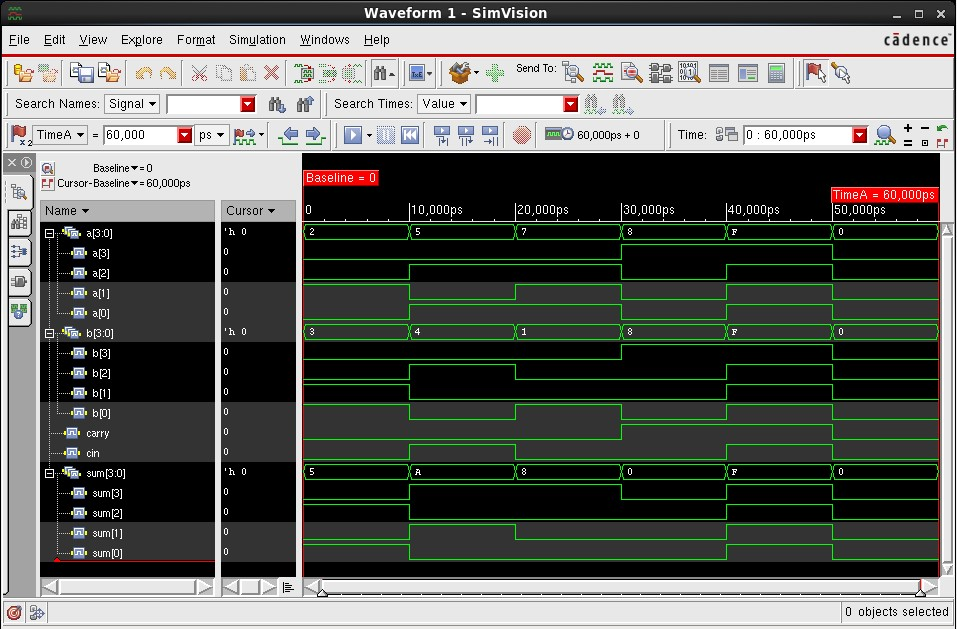 Waveform 1 - SimVision
File Edit View Explore Format Simulation Windows Help cādence
Send To:
Search Names: Signal Search Times: Value
TimeA = 60,000 ps 60,000ps + 0 Time: 0 : 60,000ps
Baseline = 0
Cursor-Baseline = 60,000ps
Baseline = 0
TimeA = 60,000ps
Name Cursor 0 10,000ps 20,000ps 30,000ps 40,000ps 50,000ps
a[3:0] 'h 0 2 5 7 8 F 0
a[3] 0
a[2] 0
a[1] 0
a[0] 0
b[3:0] 'h 0 3 4 1 8 F 0
b[3] 0
b[2] 0
b[1] 0
b[0] 0
carry 0
cin 0
sum[3:0] 'h 0 5 A 8 0 F 0
sum[3] 0
sum[2] 0
sum[1] 0
sum[0] 0
0 objects selected